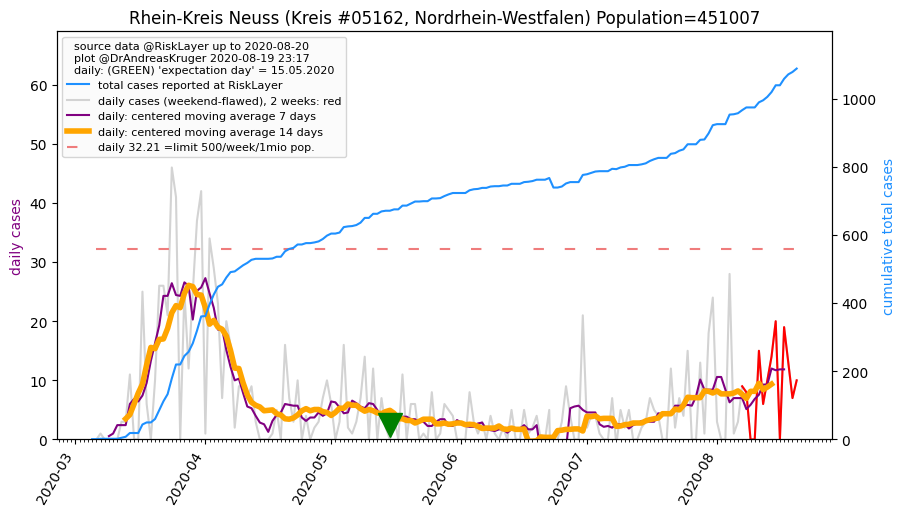 Rhein-Kreis Neuss (Kreis #05162, Nordrhein-Westfalen) Population=451007
source data @RiskLayer up to 2020-08-20
plot @DrAndreasKruger 2020-08-19 23:17
daily: (GREEN) 'expectation day' = 15.05.2020
total cases reported at RiskLayer
daily cases (weekend-flawed), 2 weeks: red
daily: centered moving average 7 days
daily: centered moving average 14 days
daily 32.21 =limit 500/week/1mio pop.
daily cases
60
50
40
30
20
10
0
cumulative total cases
1000
800
600
400
200
0
2020-03
2020-04
2020-05
2020-06
2020-07
2020-08